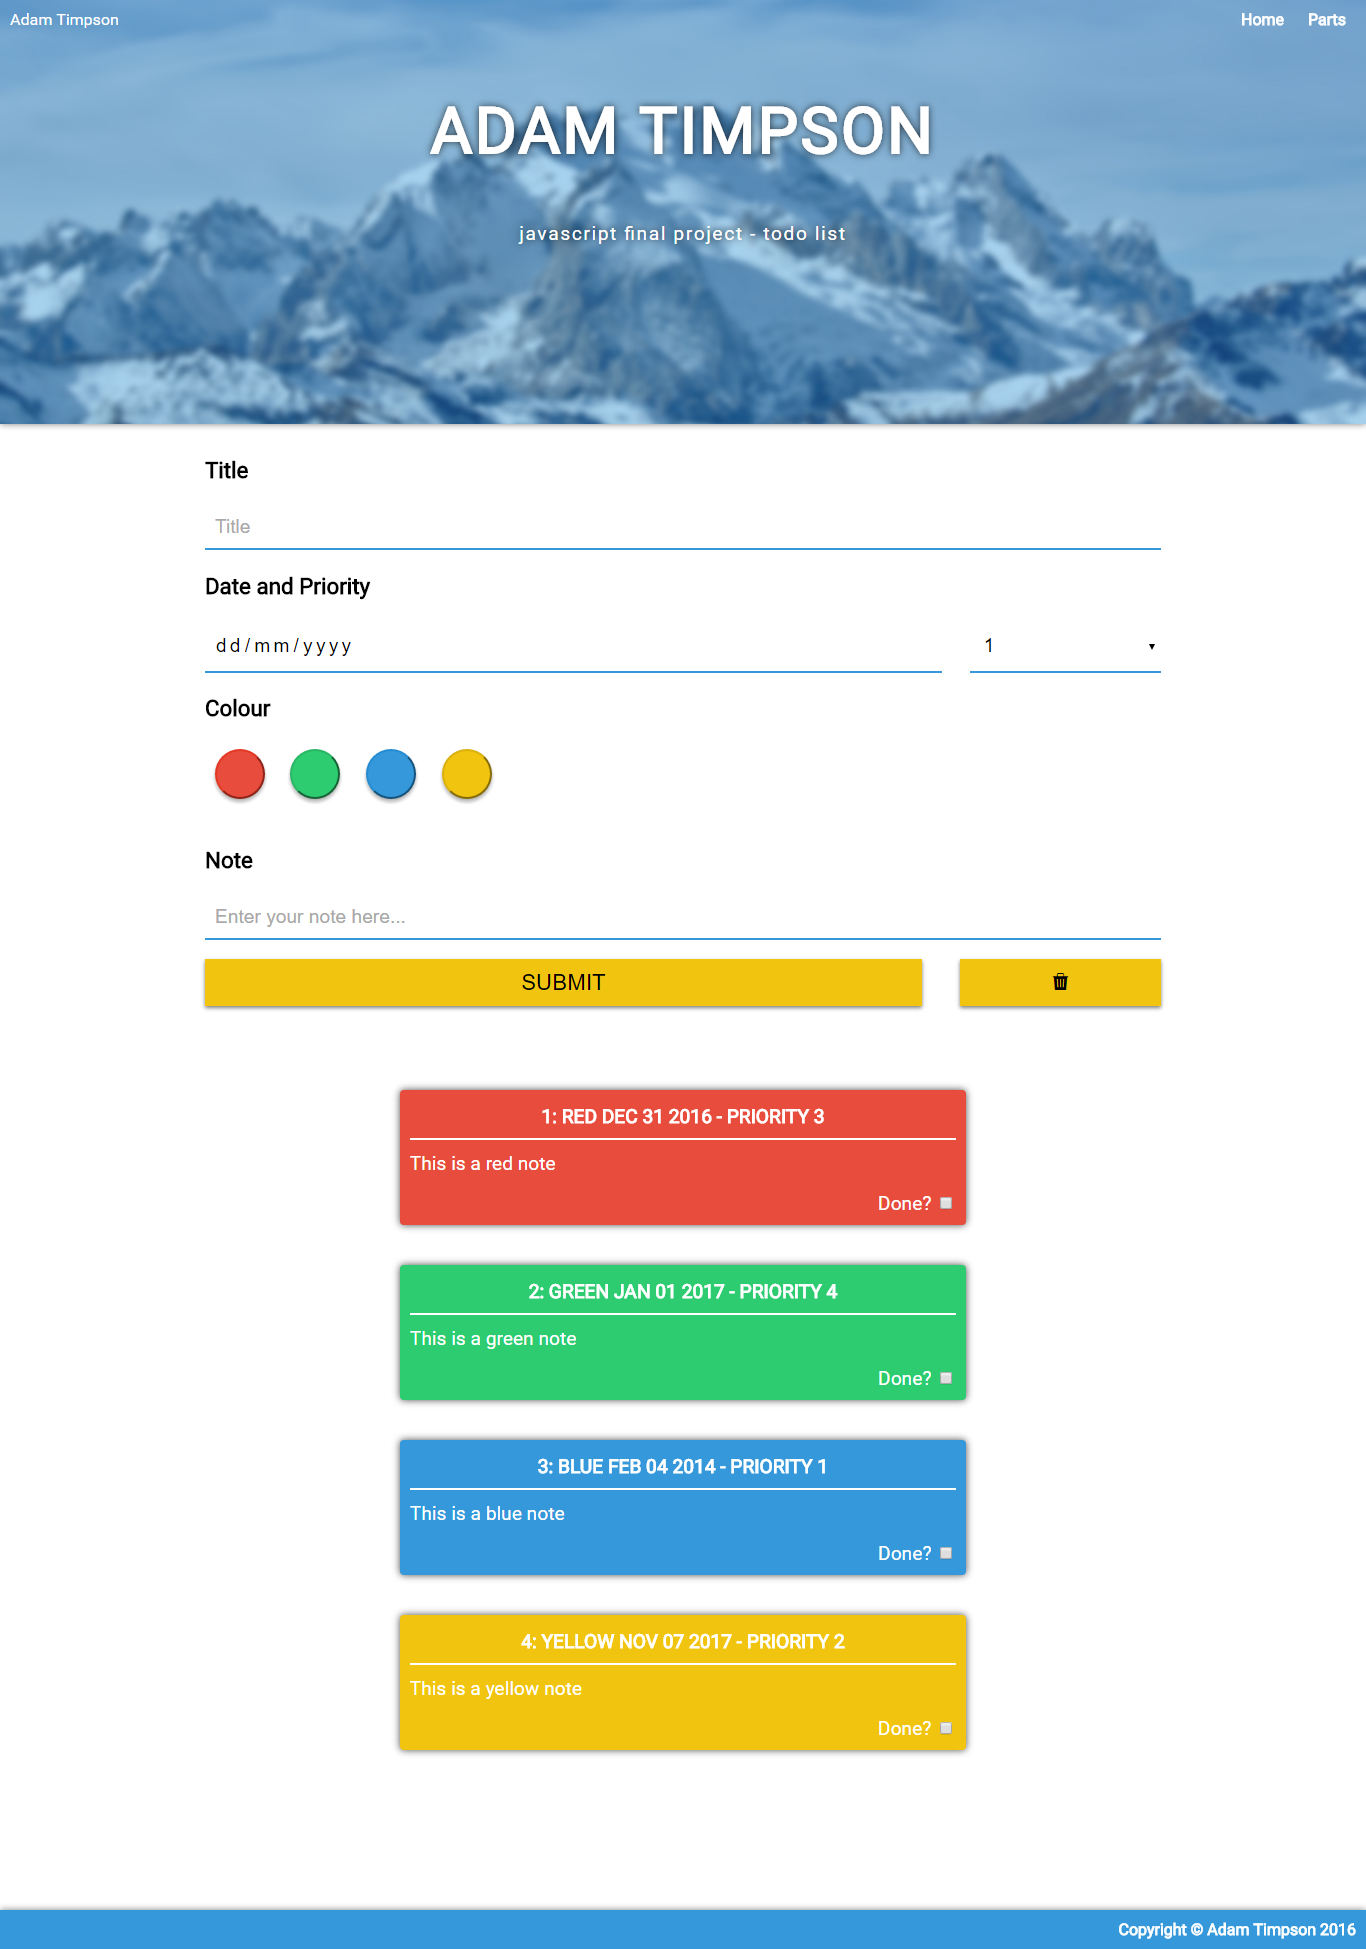 Adam Timpson
Home Parts
ADAM TIMPSON
javascript final project - todo list
Title
Title
Date and Priority
dd/mm/yyyy
1
Colour
Note
Enter your note here...
SUBMIT
1: RED DEC 31 2016 - PRIORITY 3
This is a red note
Done?
2: GREEN JAN 01 2017 - PRIORITY 4
This is a green note
Done?
3: BLUE FEB 04 2014 - PRIORITY 1
This is a blue note
Done?
4: YELLOW NOV 07 2017 - PRIORITY 2
This is a yellow note
Done?
Copyright © Adam Timpson 2016